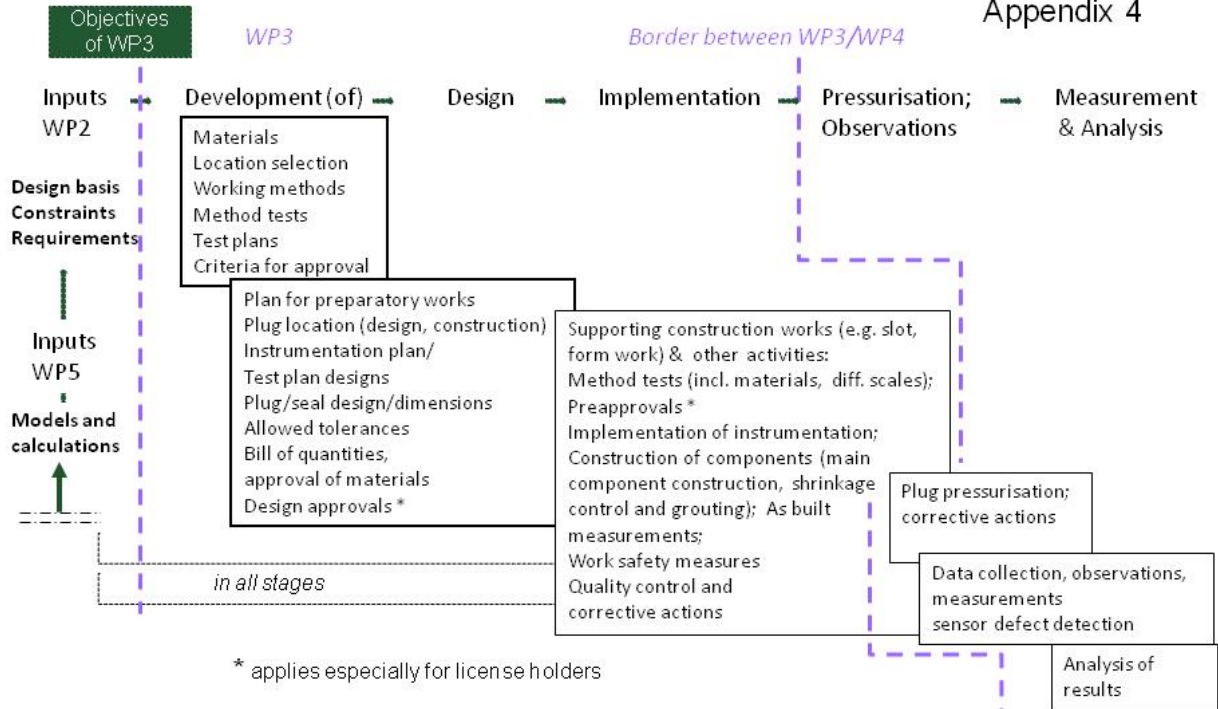 Appendix 4
Objectives
of WP3
WP3
Border between WP3/WP4
Inputs
WP2
Development (of)
Design
Implementation
Pressurisation;
Observations
Measurement
& Analysis
Design basis
Constraints
Requirements
Inputs
WP5
Models and
calculations
Materials
Location selection
Working methods
Method tests
Test plans
Criteria for approval
Plan for preparatory works
Plug location (design, construction)
Instrumentation plan/
Test plan designs
Plug/seal design/dimensions
Allowed tolerances
Bill of quantities,
approval of materials
Design approvals *
Supporting construction works (e.g. slot,
form work) & other activities:
Method tests (incl. materials, diff. scales);
Preapprovals *
Implementation of instrumentation;
Construction of components (main
component construction, shrinkage
control and grouting); As built
measurements;
Work safety measures
Quality control and
corrective actions
Plug pressurisation;
corrective actions
Data collection, observations,
measurements
sensor defect detection
Analysis of
results
in all stages
* applies especially for license holders